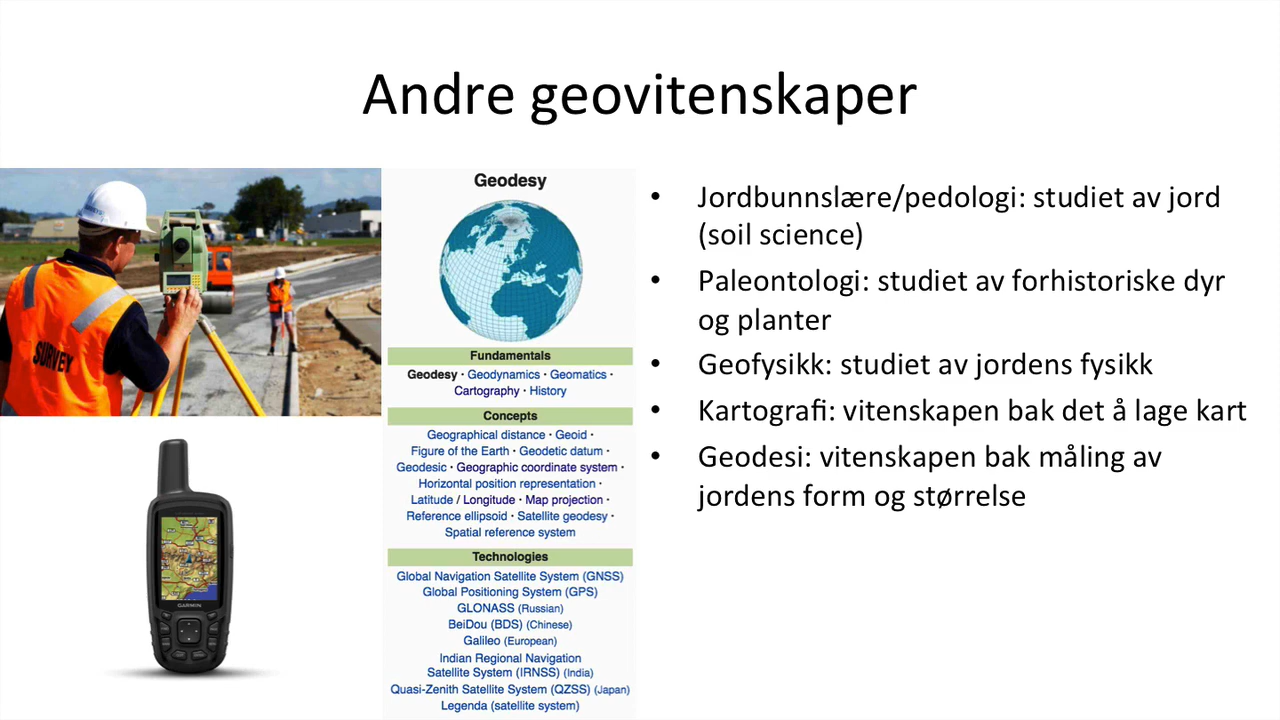 Andre geovitenskaper
SURVEY
GARMIN
Geodesy
Fundamentals
Geodesy · Geodynamics · Geomatics ·
Cartography · History
Concepts
Geographical distance · Geoid ·
Figure of the Earth · Geodetic datum ·
Geodesic · Geographic coordinate system ·
Horizontal position representation ·
Latitude / Longitude · Map projection ·
Reference ellipsoid · Satellite geodesy ·
Spatial reference system
Technologies
Global Navigation Satellite System (GNSS)
Global Positioning System (GPS)
GLONASS (Russian)
BeiDou (BDS) (Chinese)
Galileo (European)
Indian Regional Navigation
Satellite System (IRNSS) (India)
Quasi-Zenith Satellite System (QZSS) (Japan)
Legenda (satellite system)
• Jordbunnslære/pedologi: studiet av jord
(soil science)
• Paleontologi: studiet av forhistoriske dyr
og planter
• Geofysikk: studiet av jordens fysikk
• Kartografi: vitenskapen bak det å lage kart
• Geodesi: vitenskapen bak måling av
jordens form og størrelse